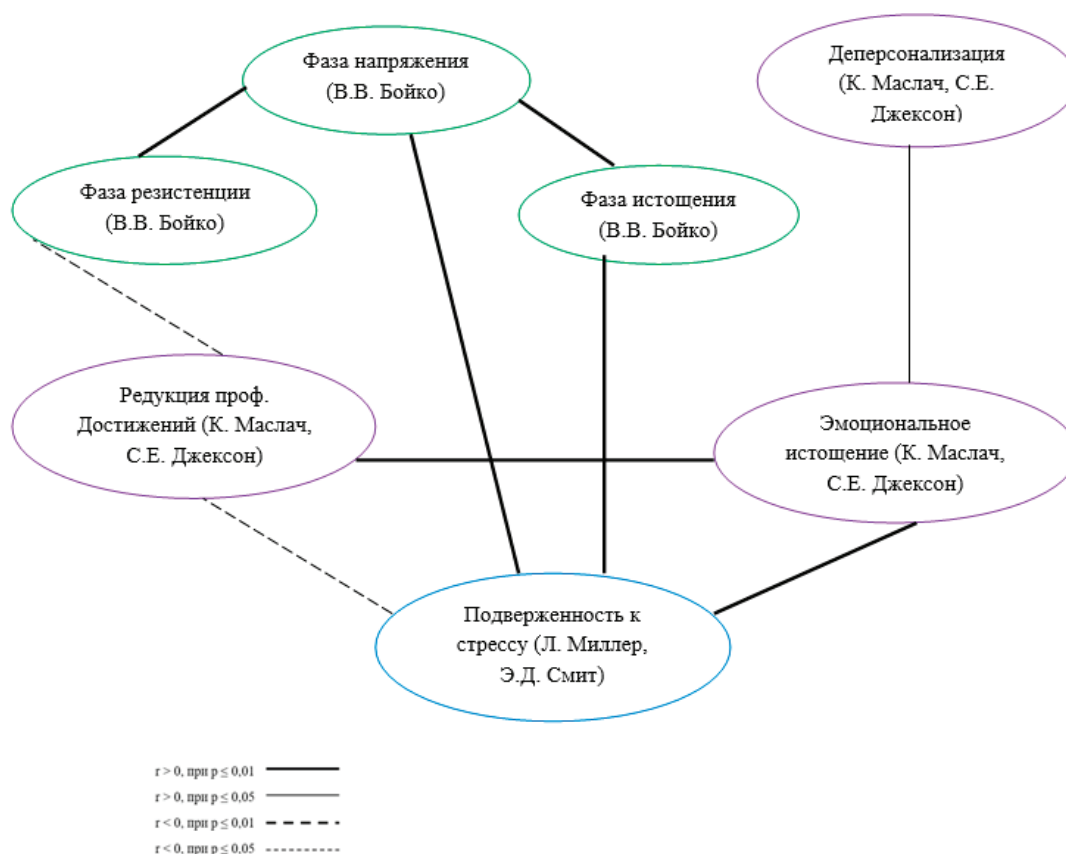 Фаза напряжения
(В.В. Бойко)
Деперсонализация
(К. Маслач, С.Е.
Джексон)
Фаза резистенции
(В.В. Бойко)
Фаза истощения
(В.В. Бойко)
Редукция проф.
Достижений (К. Маслач,
С.Е. Джексон)
Эмоциональное
истощение (К. Маслач,
С.Е. Джексон)
Подверженность к
стрессу (Л. Миллер,
Э.Д. Смит)
r > 0, при p ≤ 0,01
r > 0, при p ≤ 0,05
r < 0, при p ≤ 0,01
r < 0, при p ≤ 0,05